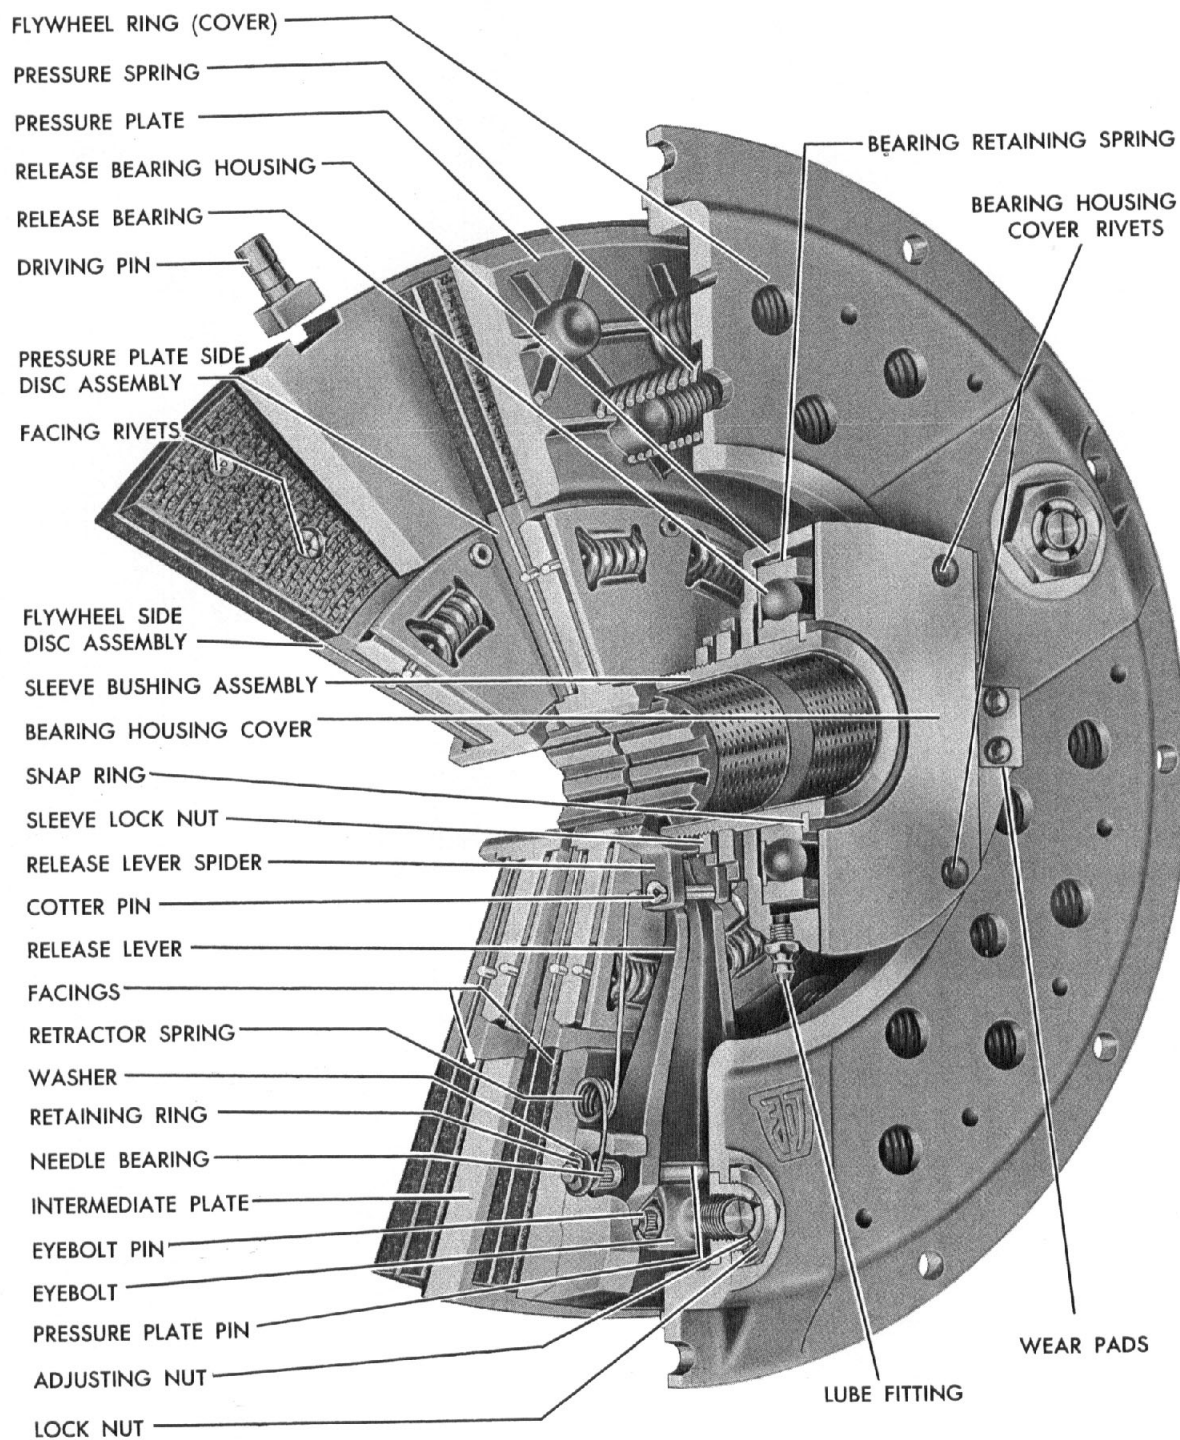 FLYWHEEL RING (COVER)
PRESSURE SPRING
PRESSURE PLATE
RELEASE BEARING HOUSING
RELEASE BEARING
DRIVING PIN
PRESSURE PLATE SIDE
DISC ASSEMBLY
FACING RIVETS
FLYWHEEL SIDE
DISC ASSEMBLY
SLEEVE BUSHING ASSEMBLY
BEARING HOUSING COVER
SNAP RING
SLEEVE LOCK NUT
RELEASE LEVER SPIDER
COTTER PIN
RELEASE LEVER
FACINGS
RETRACTOR SPRING
WASHER
RETAINING RING
NEEDLE BEARING
INTERMEDIATE PLATE
EYEBOLT PIN
EYEBOLT
PRESSURE PLATE PIN
ADJUSTING NUT
LOCK NUT
BEARING RETAINING SPRING
BEARING HOUSING
COVER RIVETS
WEAR PADS
LUBE FITTING